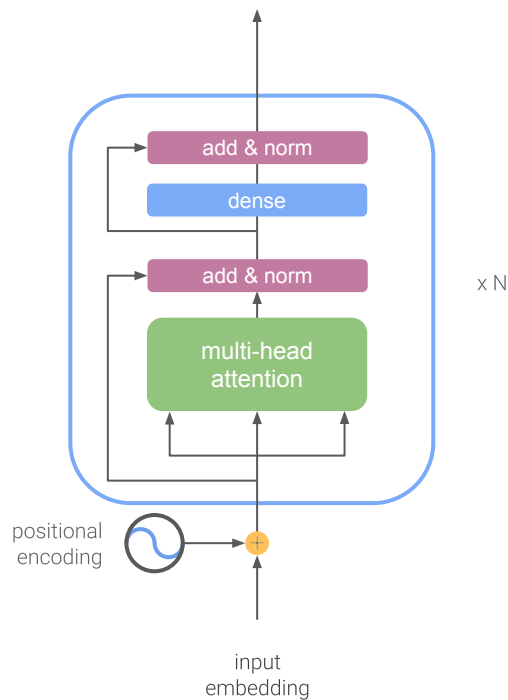 add & norm
dense
add & norm
x N
multi-head
attention
positional
encoding
input
embedding